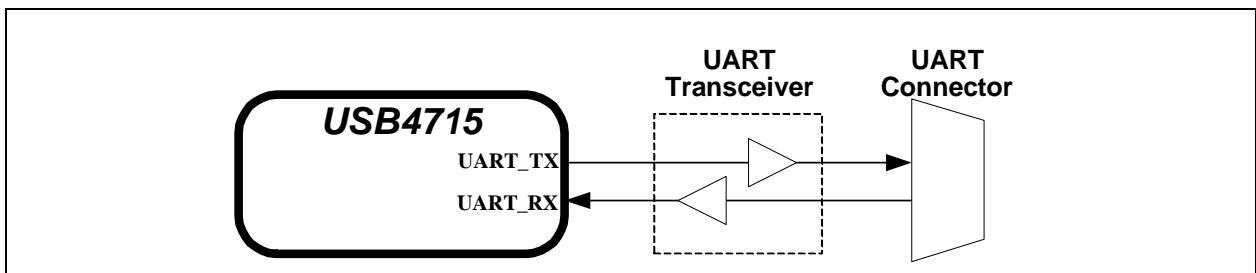 UART
Transceiver
UART
Connector
USB4715
UART_TX
UART_RX